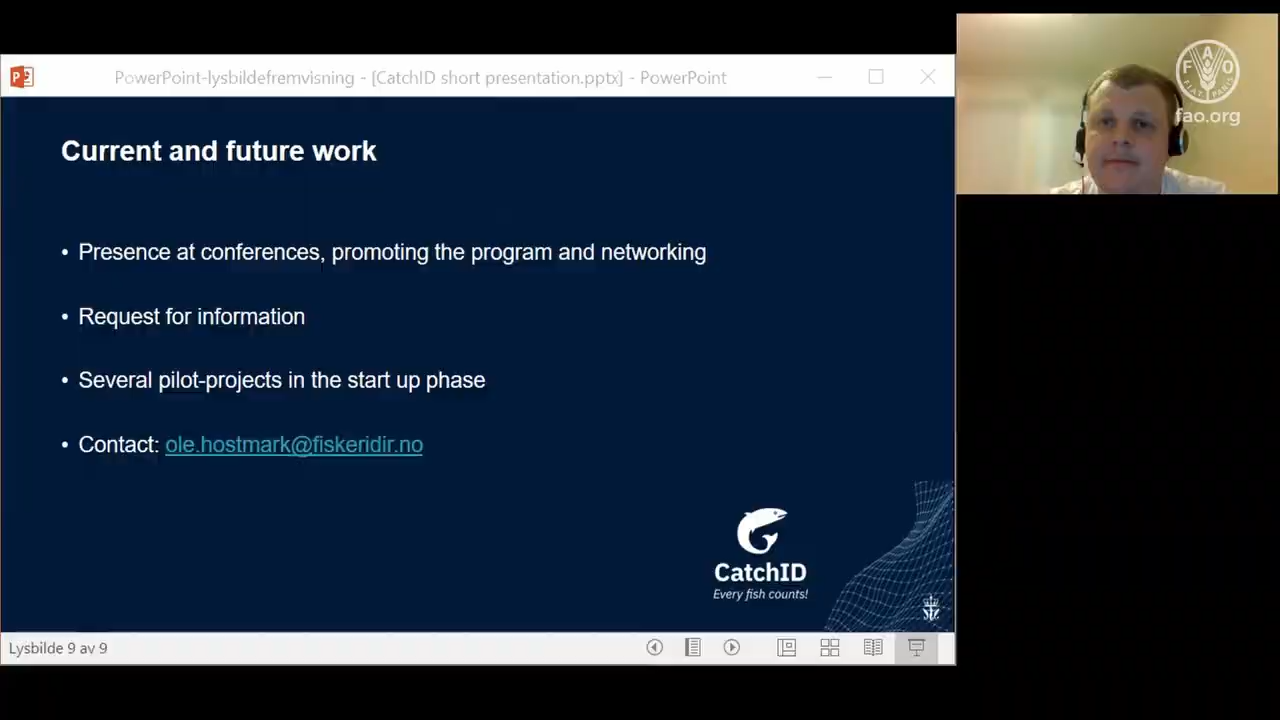 PowerPoint-lysbildefremvisning - [CatchID short presentation.pptx] - PowerPoint
Current and future work
• Presence at conferences, promoting the program and networking
• Request for information
• Several pilot-projects in the start up phase
• Contact: ole.hostmark@fiskeridir.no
CatchID
Every fish counts!
Lysbilde 9 av 9
F A O
FIAT PANIS
fao.org